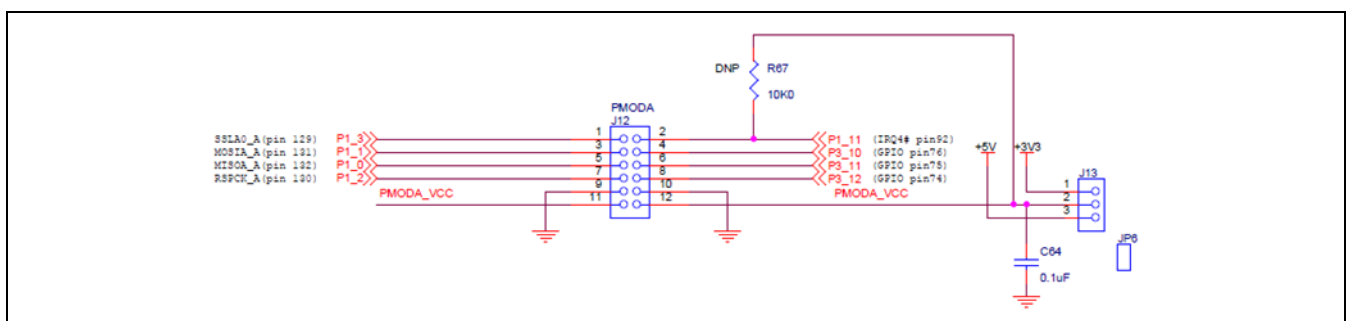 DNP R67
10K0
PMODA
J12
SSLA0_A(pin 129) P1_3 1 2 P1_11 (IRQ4# pin92)
MOSIA_A(pin 131) P1_1 3 4 P3_10 (GPIO pin76) +5V +3V3
MISOA_A(pin 132) P1_0 5 6 P3_11 (GPIO pin75)
RSPCK_A(pin 130) P1_2 7 8 P3_12 (GPIO pin74) J13
PMODA_VCC 9 10 PMODA_VCC 1
11 12 2
3
JP6
C64
0.1uF